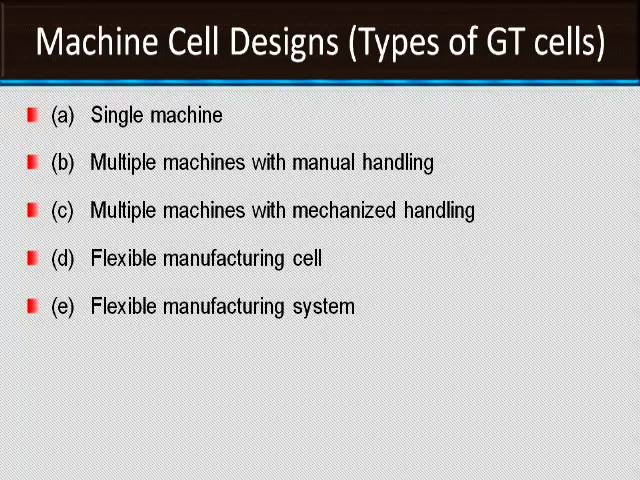 Machine Cell Designs (Types of GT cells)
(a) Single machine
(b) Multiple machines with manual handling
(c) Multiple machines with mechanized handling
(d) Flexible manufacturing cell
(e) Flexible manufacturing system